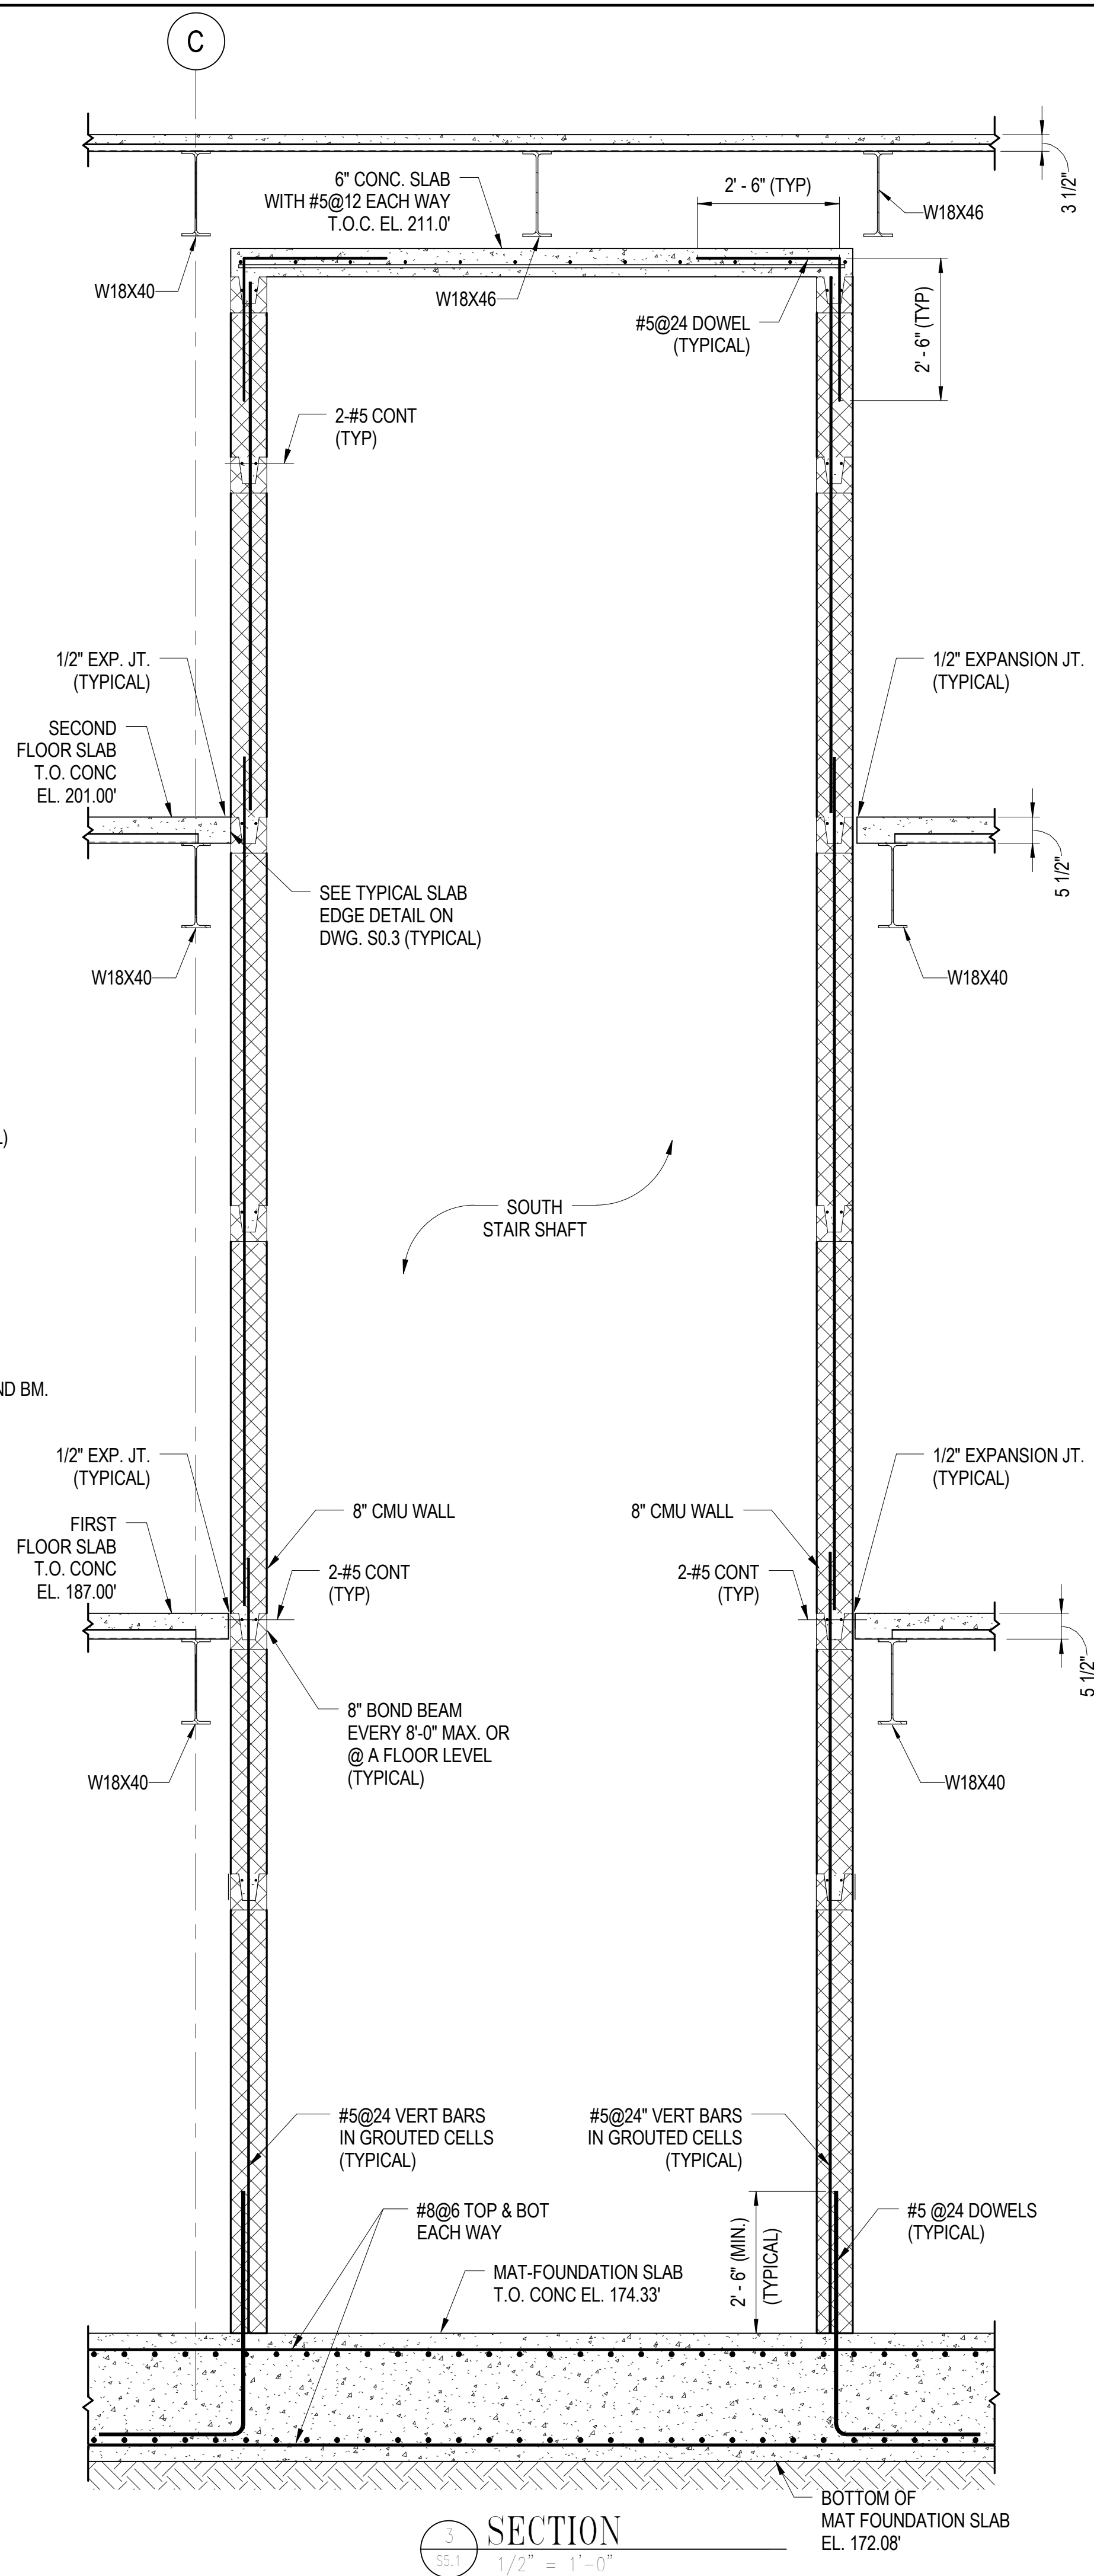 C
6" CONC. SLAB
WITH #5@12 EACH WAY
T.O.C. EL. 211.0'
2' - 6" (TYP)
W18X46
3 1/2"
W18X40
W18X46
#5@24 DOWEL
(TYPICAL)
2' - 6" (TYP)
2-#5 CONT
(TYP)
1/2" EXP. JT.
(TYPICAL)
1/2" EXPANSION JT.
(TYPICAL)
SECOND
FLOOR SLAB
T.O. CONC
EL. 201.00'
5 1/2"
SEE TYPICAL SLAB
EDGE DETAIL ON
DWG. S0.3 (TYPICAL)
W18X40
W18X40
SOUTH
STAIR SHAFT
BM.
1/2" EXP. JT.
(TYPICAL)
1/2" EXPANSION JT.
(TYPICAL)
8" CMU WALL
8" CMU WALL
FIRST
FLOOR SLAB
T.O. CONC
EL. 187.00'
2-#5 CONT
(TYP)
2-#5 CONT
(TYP)
5 1/2"
8" BOND BEAM
EVERY 8'-0" MAX. OR
@ A FLOOR LEVEL
(TYPICAL)
W18X40
W18X40
#5@24 VERT BARS
IN GROUTED CELLS
(TYPICAL)
#5@24" VERT BARS
IN GROUTED CELLS
(TYPICAL)
#8@6 TOP & BOT
EACH WAY
2' - 6" (MIN.)
(TYPICAL)
#5 @24 DOWELS
(TYPICAL)
MAT-FOUNDATION SLAB
T.O. CONC EL. 174.33'
BOTTOM OF
MAT FOUNDATION SLAB
EL. 172.08'
3
S5.1
SECTION
1/2" = 1'-0"